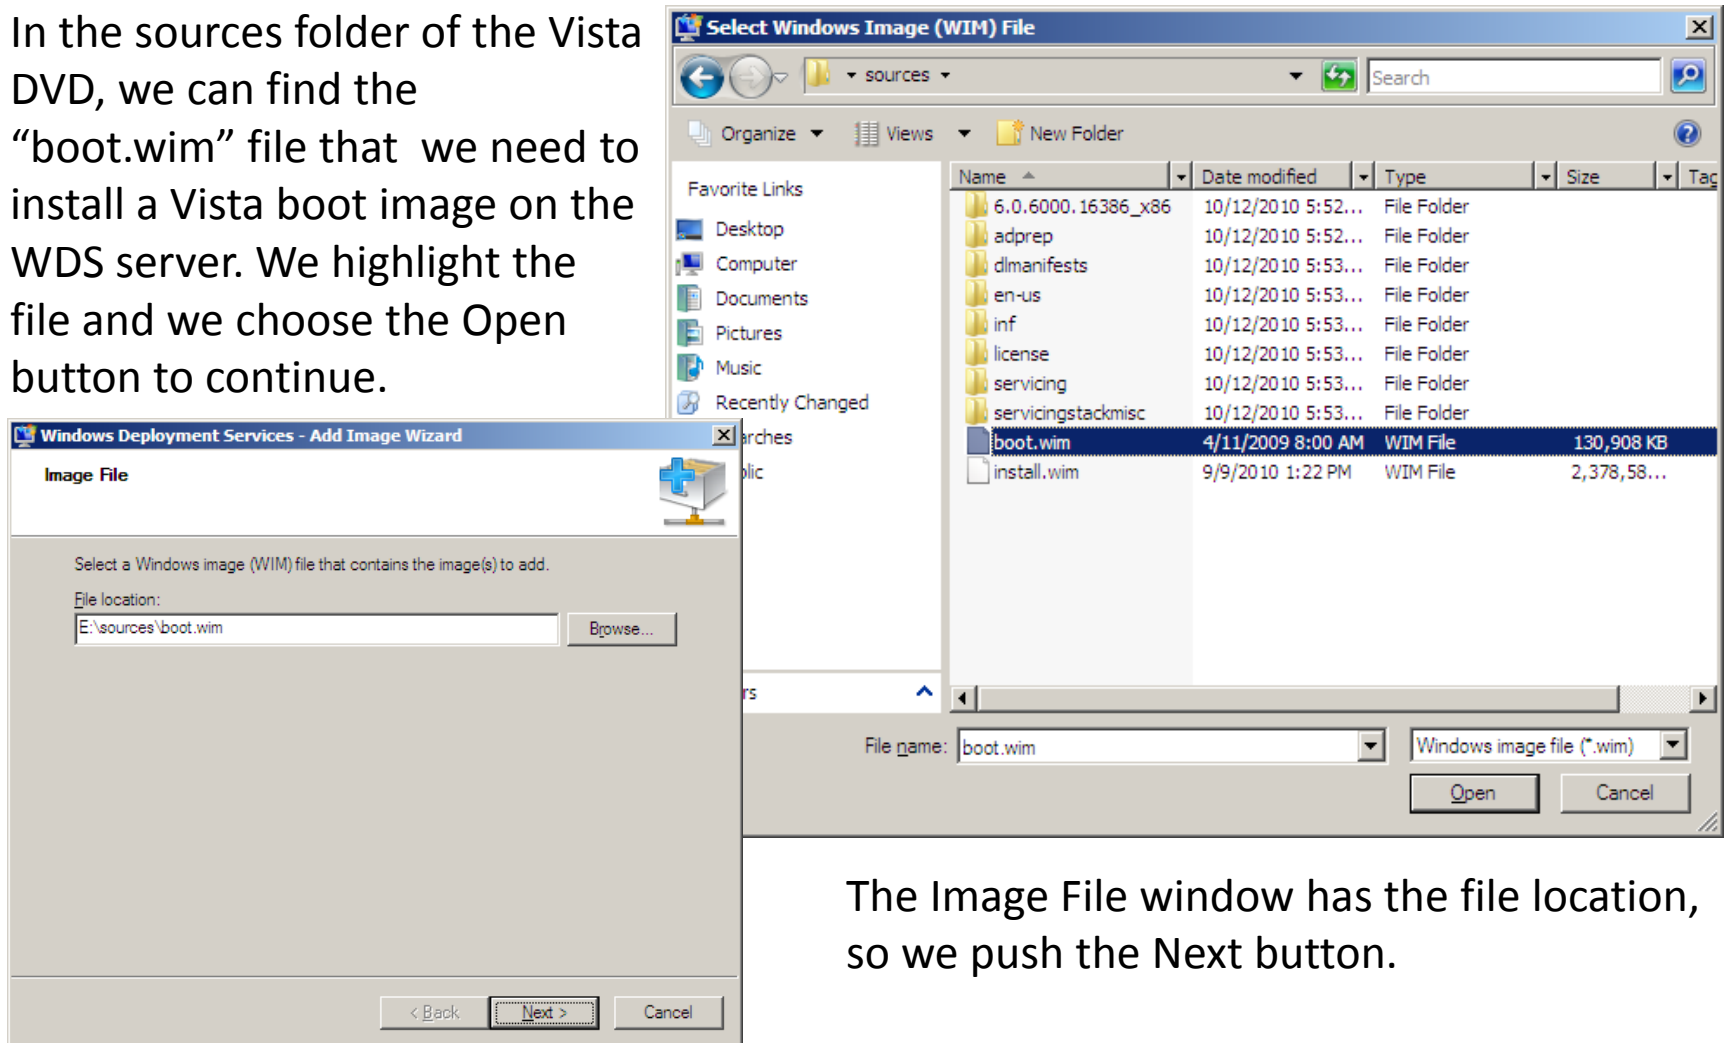 In the sources folder of the Vista
DVD, we can find the
“boot.wim” file that  we need to
install a Vista boot image on the
WDS server. We highlight the
file and we choose the Open
button to continue.
Select Windows Image (WIM) File
sources
Search
Organize Views New Folder
Favorite Links
Desktop
Computer
Documents
Pictures
Music
Recently Changed
Name Date modified Type Size
6.0.6000.16386_x86 10/12/2010 5:52... File Folder
adprep 10/12/2010 5:52... File Folder
dlmanifests 10/12/2010 5:53... File Folder
en-us 10/12/2010 5:53... File Folder
inf 10/12/2010 5:53... File Folder
license 10/12/2010 5:53... File Folder
servicing 10/12/2010 5:53... File Folder
servicingstackmisc 10/12/2010 5:53... File Folder
boot.wim 4/11/2009 8:00 AM WIM File 130,908 KB
install.wim 9/9/2010 1:22 PM WIM File 2,378,58...
File name: boot.wim Windows image file (*.wim)
Open Cancel
Windows Deployment Services - Add Image Wizard
Image File
Select a Windows image (WIM) file that contains the image(s) to add.
File location:
E:\sources\boot.wim Browse...
< Back Next > Cancel
The Image File window has the file location,
so we push the Next button.